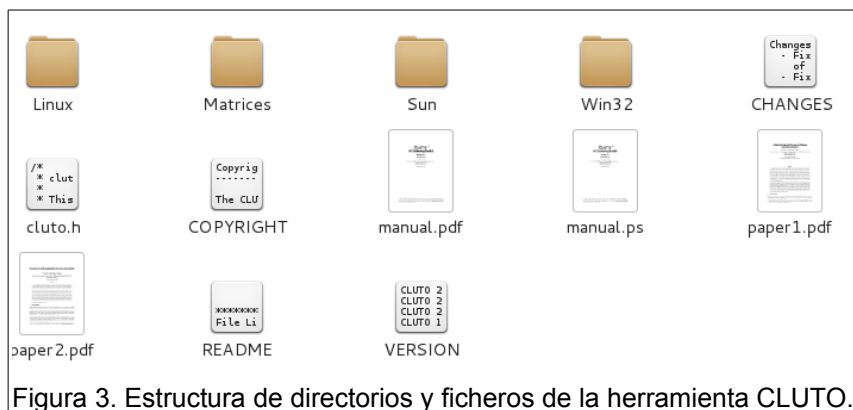 Changes
- Fix
of
- Fix
Linux
Matrices
Sun
Win32
CHANGES
/*
* clut
*
* This
Copyrig
-------
The CLU
cluto.h
COPYRIGHT
manual.pdf
manual.ps
paper1.pdf
File Li
CLUTO 2
CLUTO 2
CLUTO 2
CLUTO 1
paper2.pdf
README
VERSION
Figura 3. Estructura de directorios y ficheros de la herramienta CLUTO.